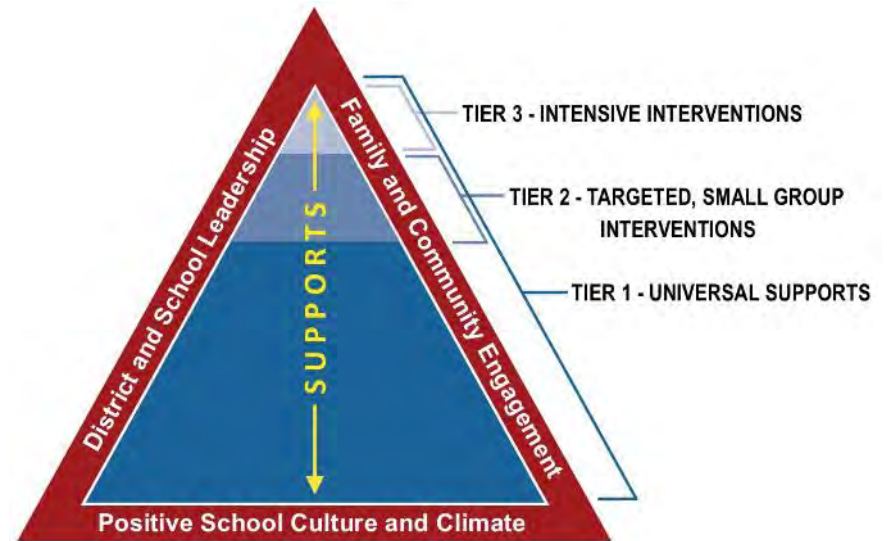 District and School Leadership
Family and Community Engagement
SUPPORTS
Positive School Culture and Climate
TIER 3 - INTENSIVE INTERVENTIONS
TIER 2 - TARGETED, SMALL GROUP
INTERVENTIONS
TIER 1 - UNIVERSAL SUPPORTS